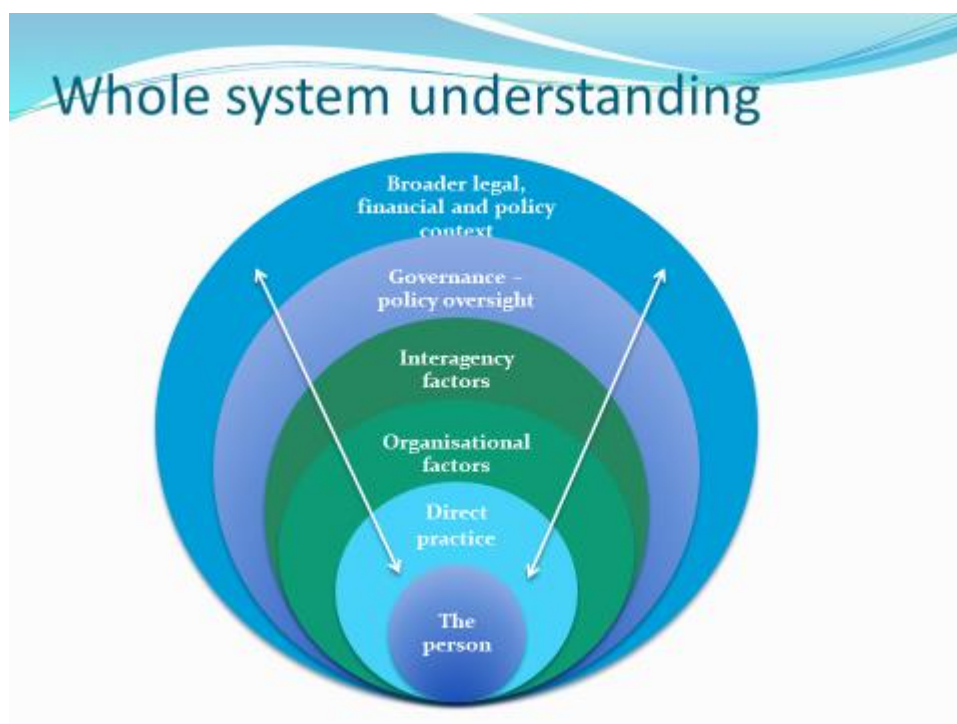 Whole system understanding
Broader legal,
financial and policy
context
Governance –
policy oversight
Interagency
factors
Organisational
factors
Direct
practice
The
person